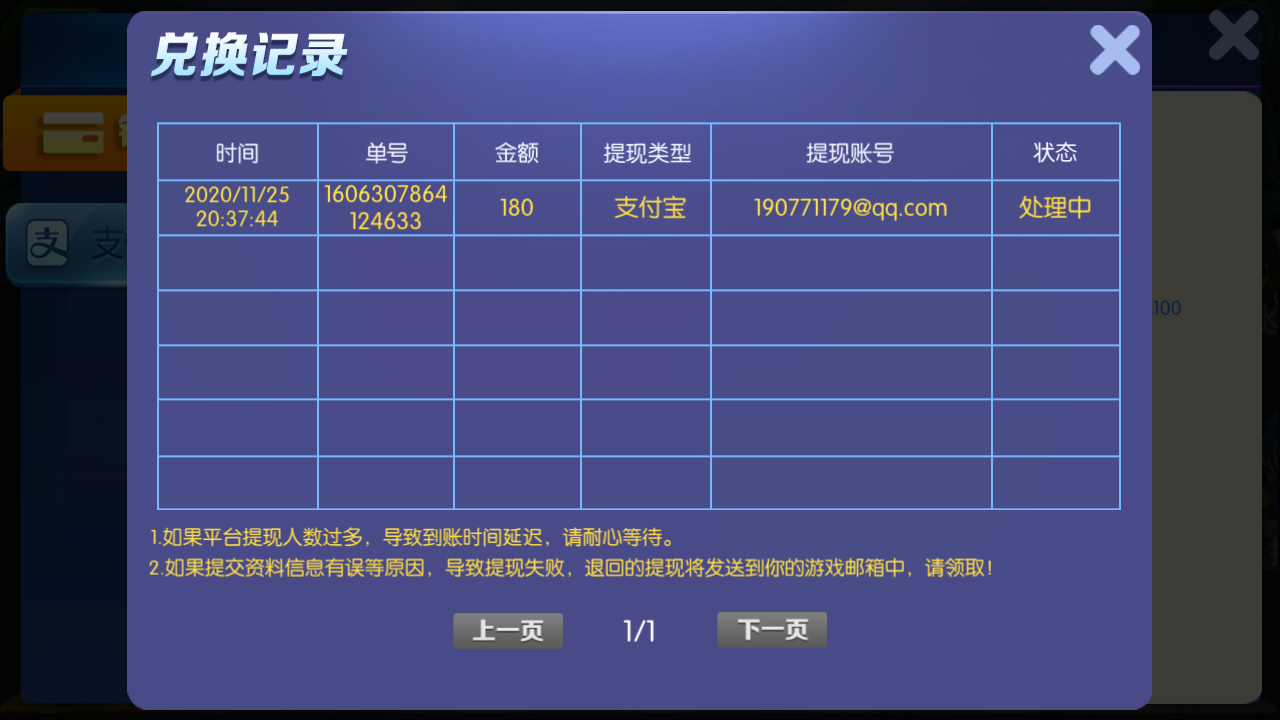 兑换记录
时间 单号 金额 提现类型 提现账号 状态
2020/11/25 1606307864 180 支付宝 190771179@qq.com 处理中
20:37:44 124633
支
支
100
1.如果平台提现人数过多，导致到账时间延迟，请耐心等待。
2.如果提交资料信息有误等原因，导致提现失败，退回的提现将发送到你的游戏邮箱中，请领取!
上一页 1/1 下一页